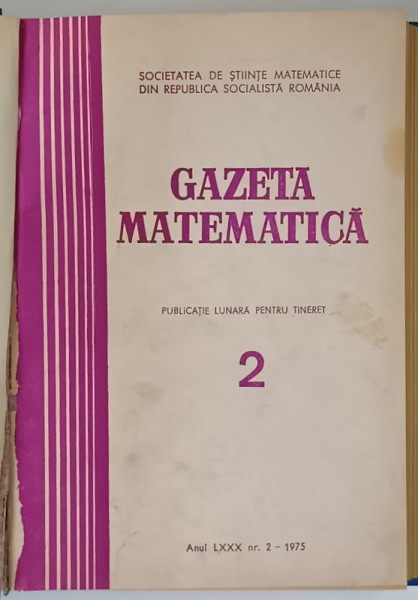 SOCIETATEA DE ȘTIINȚE MATEMATICE
DIN REPUBLICA SOCIALISTĂ ROMÂNIA
GAZETA
MATEMATICĂ
PUBLICAȚIE LUNARĂ PENTRU TINERET
2
Anul LXXX nr. 2 – 1975